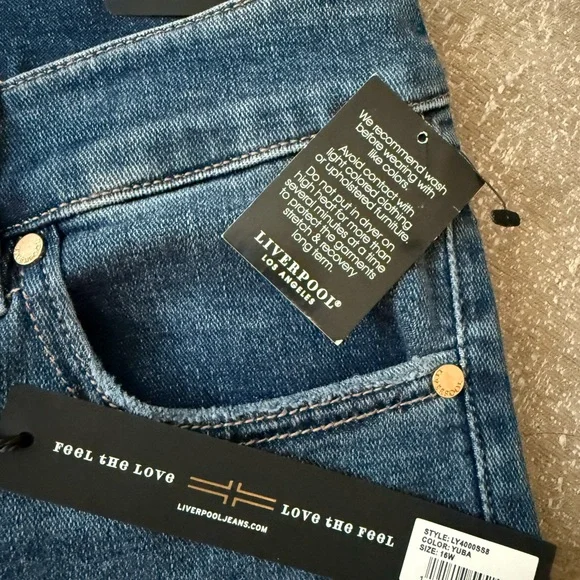 We recommend wash
before wearing with
like colors.
Avoid contact with
light colored clothing
or upholstered furniture.
Do not put in dryer on
high heat for more than
several minutes at a time
to protect the garments
stretch & recovery
long term.
LIVERPOOL®
LOS ANGELES
FEEL tHE LOVE
LOVE tHE FEEL
LIVERPOOLJEANS.COM
STYLE: LY4000SS8
COLOR: YUBA
SIZE: 16W